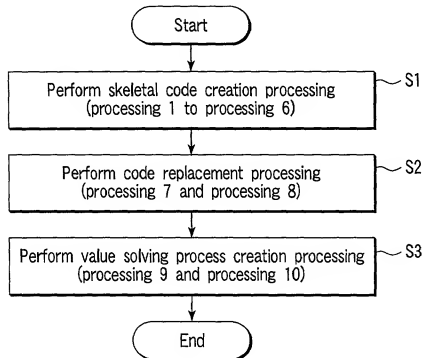 Start
Perform skeletal code creation processing
(processing 1 to processing 6)
S1
Perform code replacement processing
(processing 7 and processing 8)
S2
Perform value solving process creation processing
(processing 9 and processing 10)
S3
End